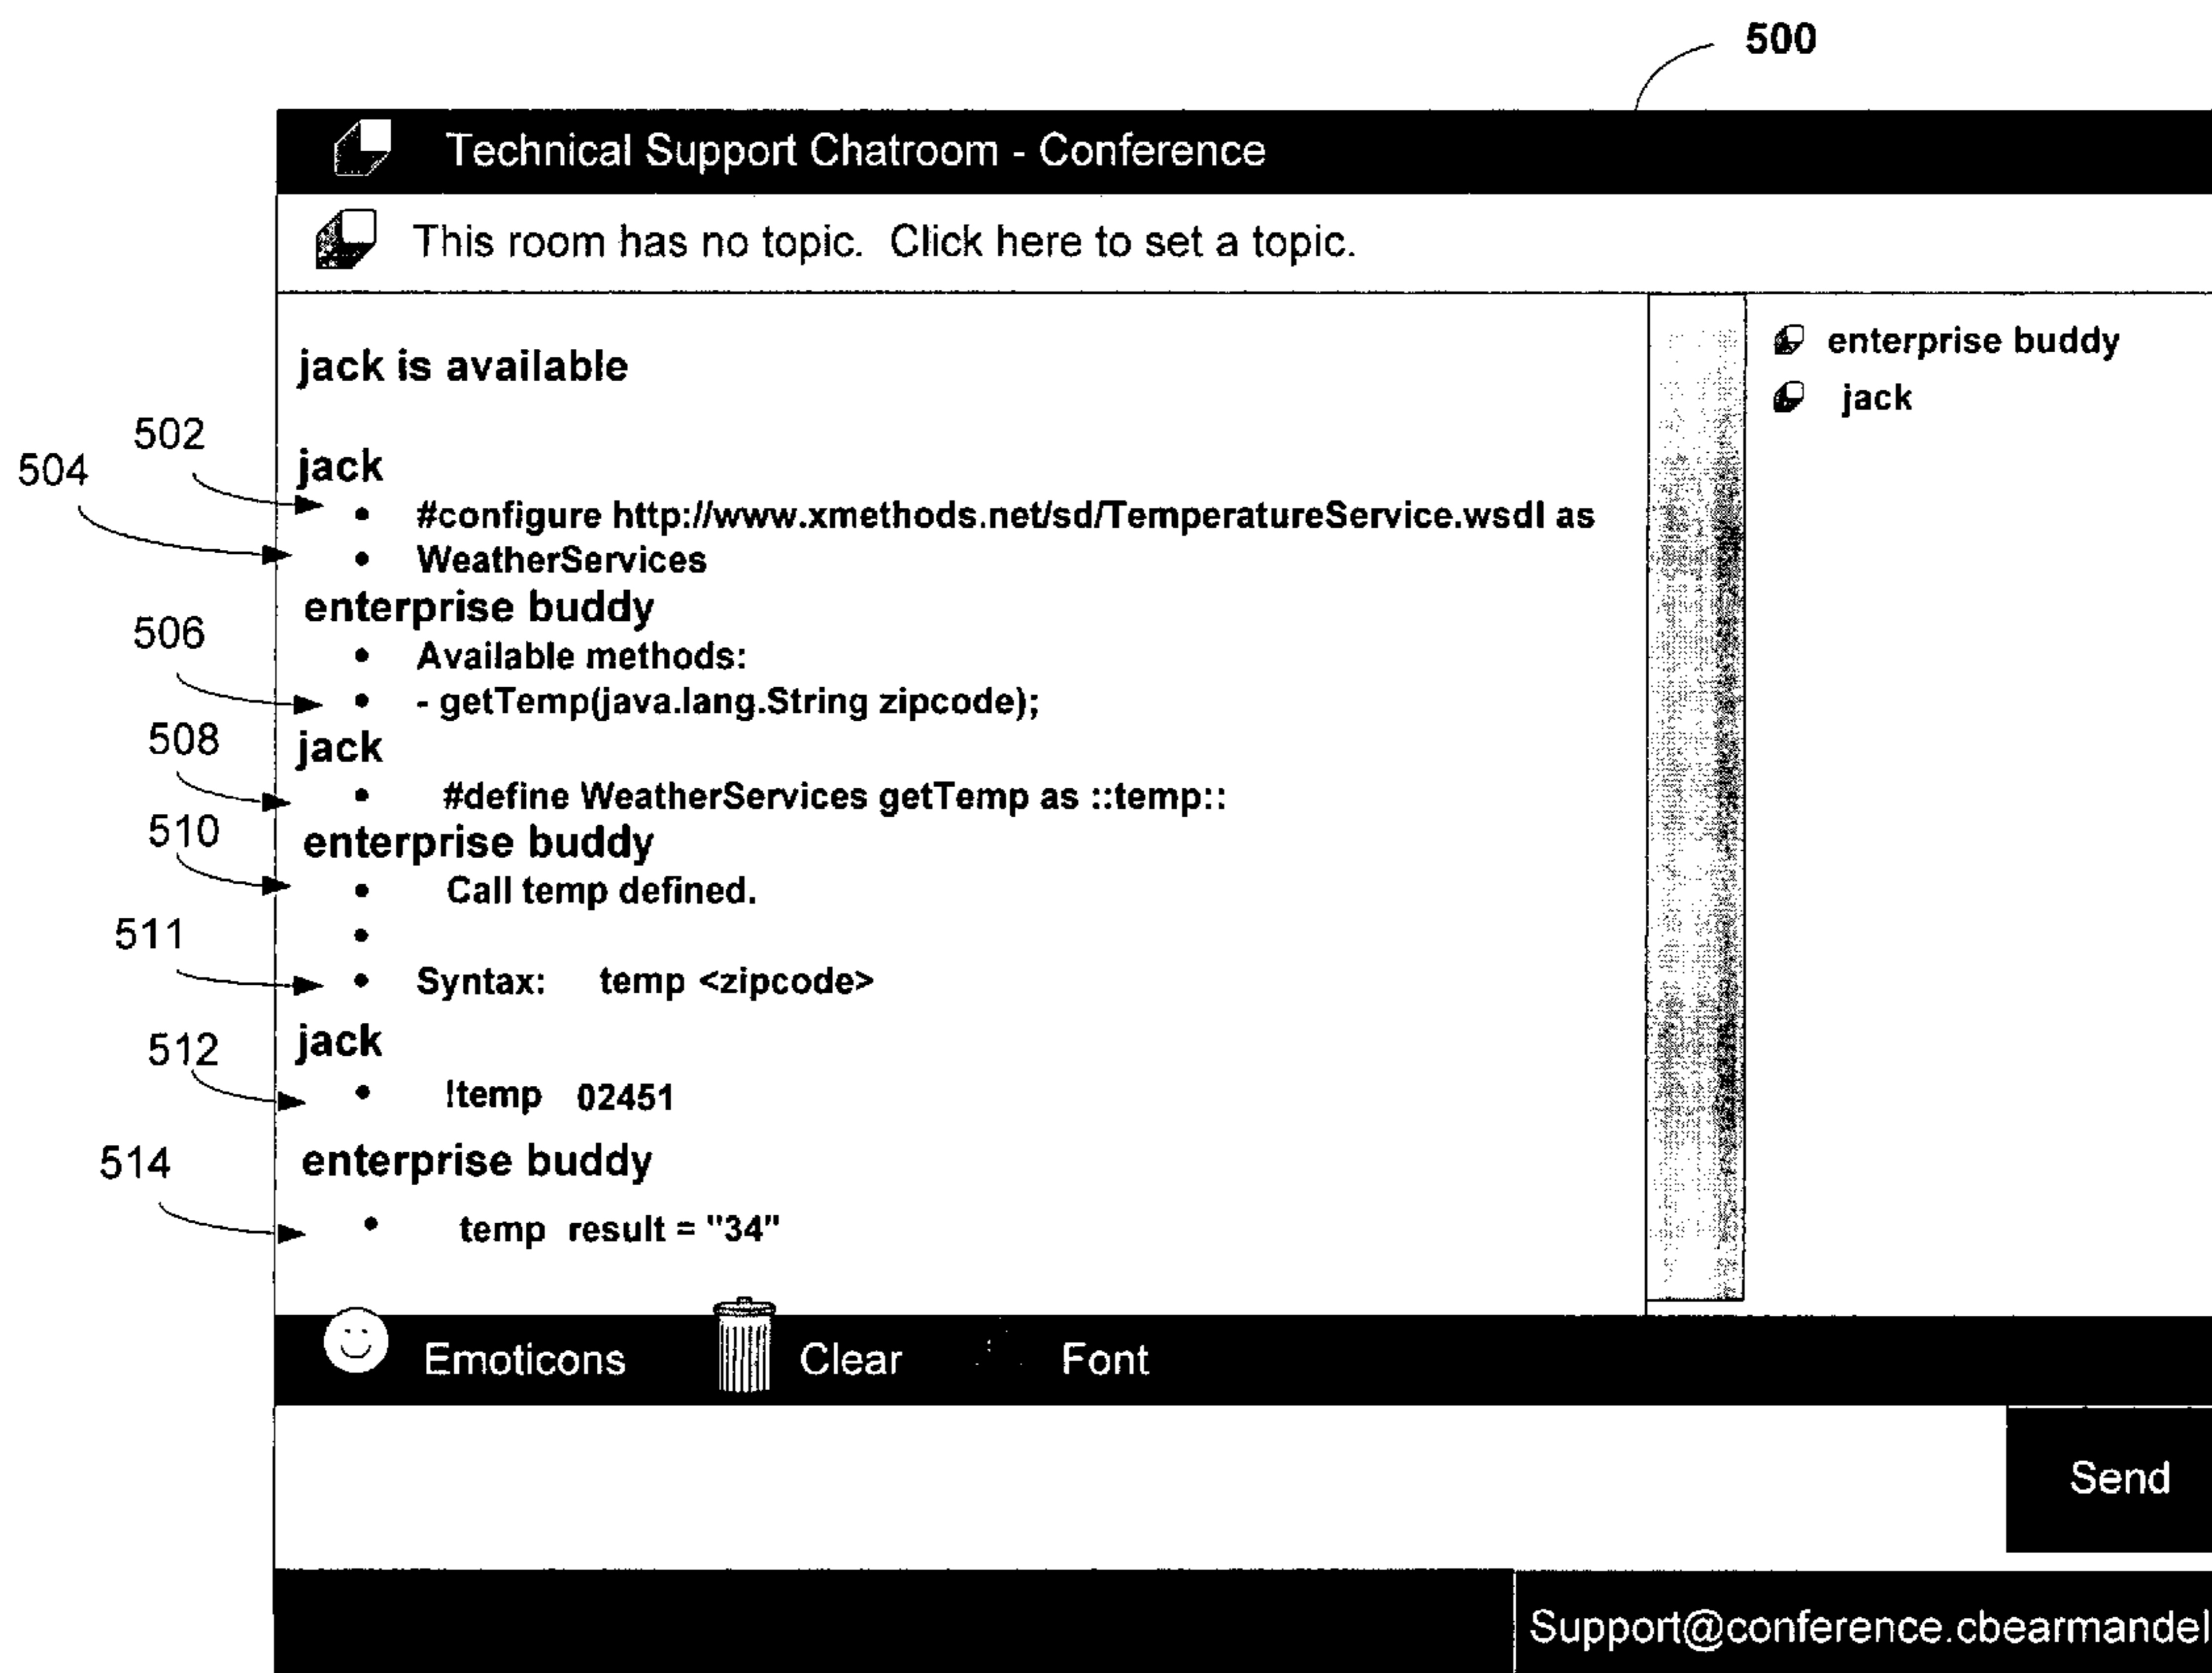 500
Technical Support Chatroom - Conference
This room has no topic. Click here to set a topic.
enterprise buddy
jack
jack is available
502
504
jack
• #configure http://www.xmethods.net/sd/TemperatureService.wsdl as
• WeatherServices
enterprise buddy
506
• Available methods:
• - getTemp(java.lang.String zipcode);
508
jack
• #define WeatherServices getTemp as ::temp::
510
enterprise buddy
• Call temp defined.
511
•
• Syntax: temp <zipcode>
512
jack
• !temp 02451
514
enterprise buddy
• temp result = "34"
Emoticons Clear Font
Send
Support@conference.cbearmandel